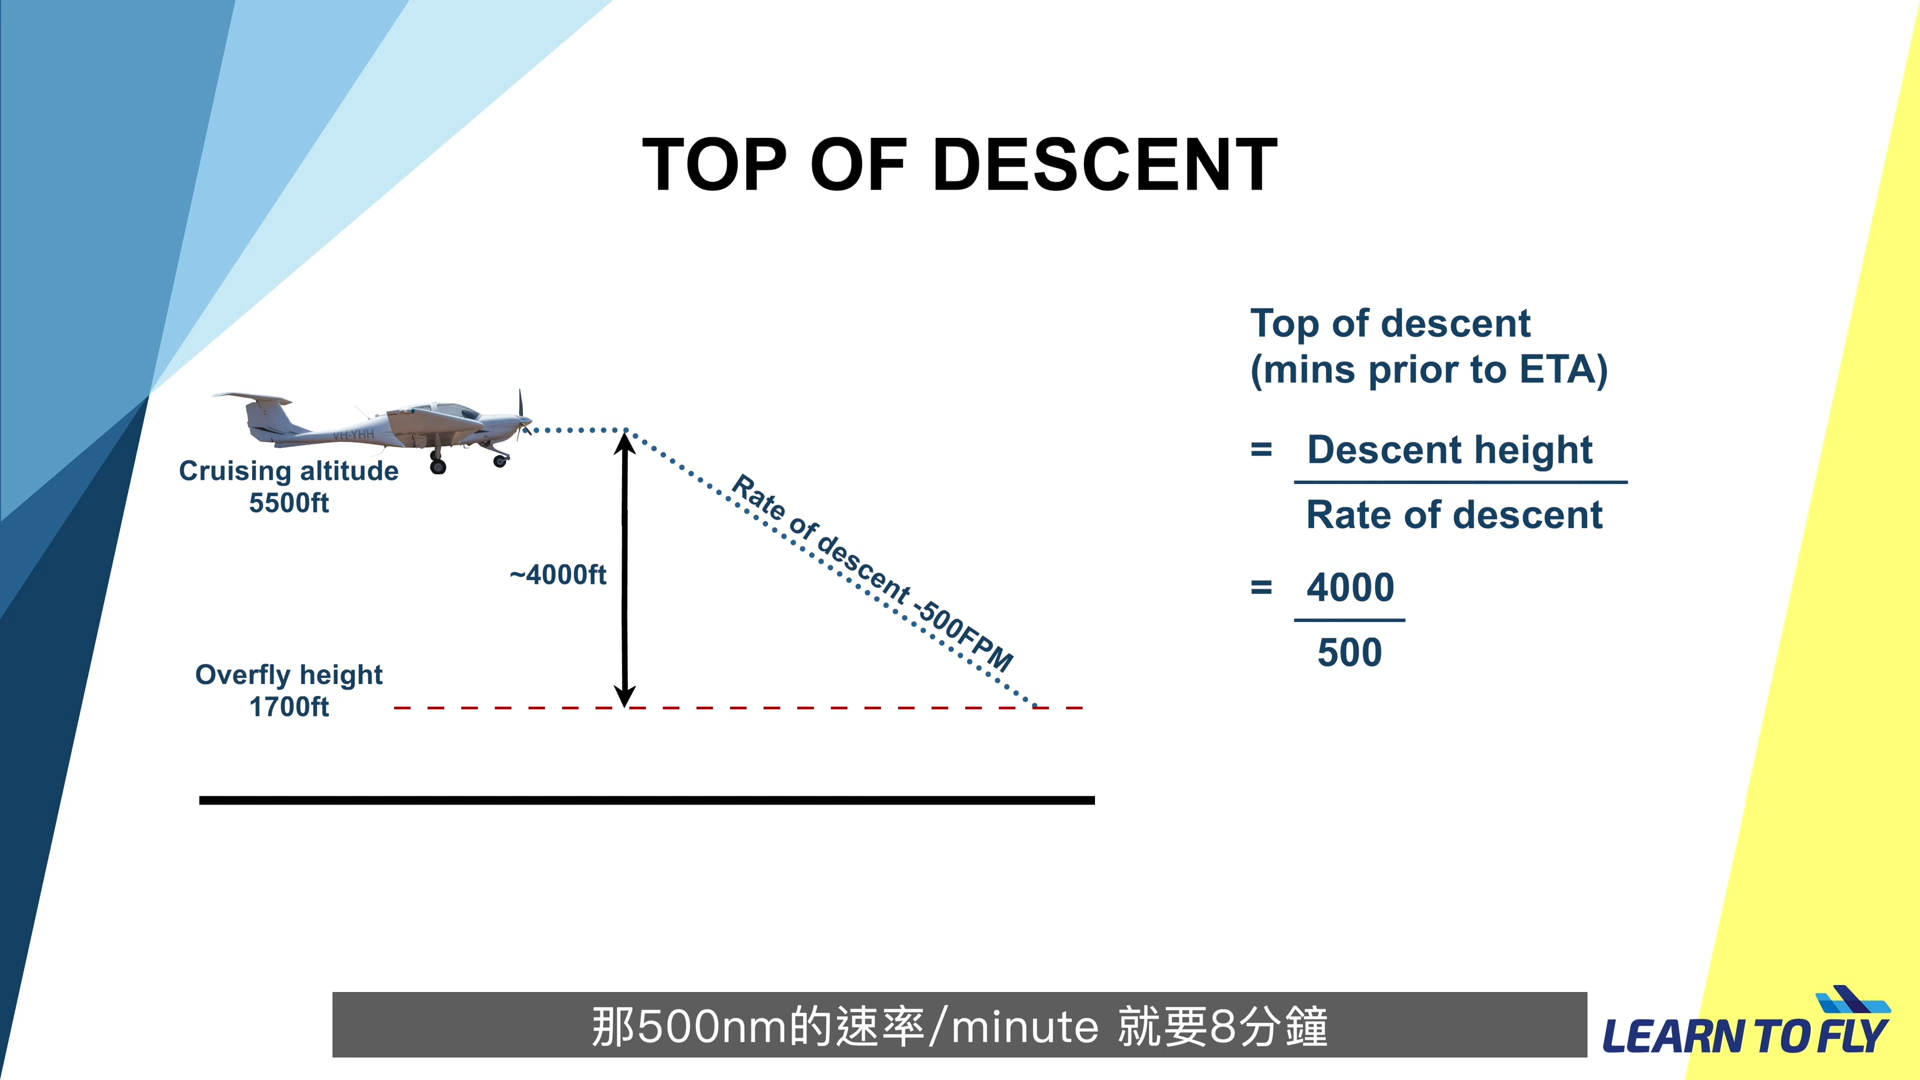 TOP OF DESCENT
Top of descent
(mins prior to ETA)
= Descent height
Rate of descent
= 4000
500
VH-YHH
Cruising altitude
5500ft
Rate of descent -500FPM
~4000ft
Overfly height
1700ft
那500nm的速率/minute 就要8分鐘
LEARN TO FLY